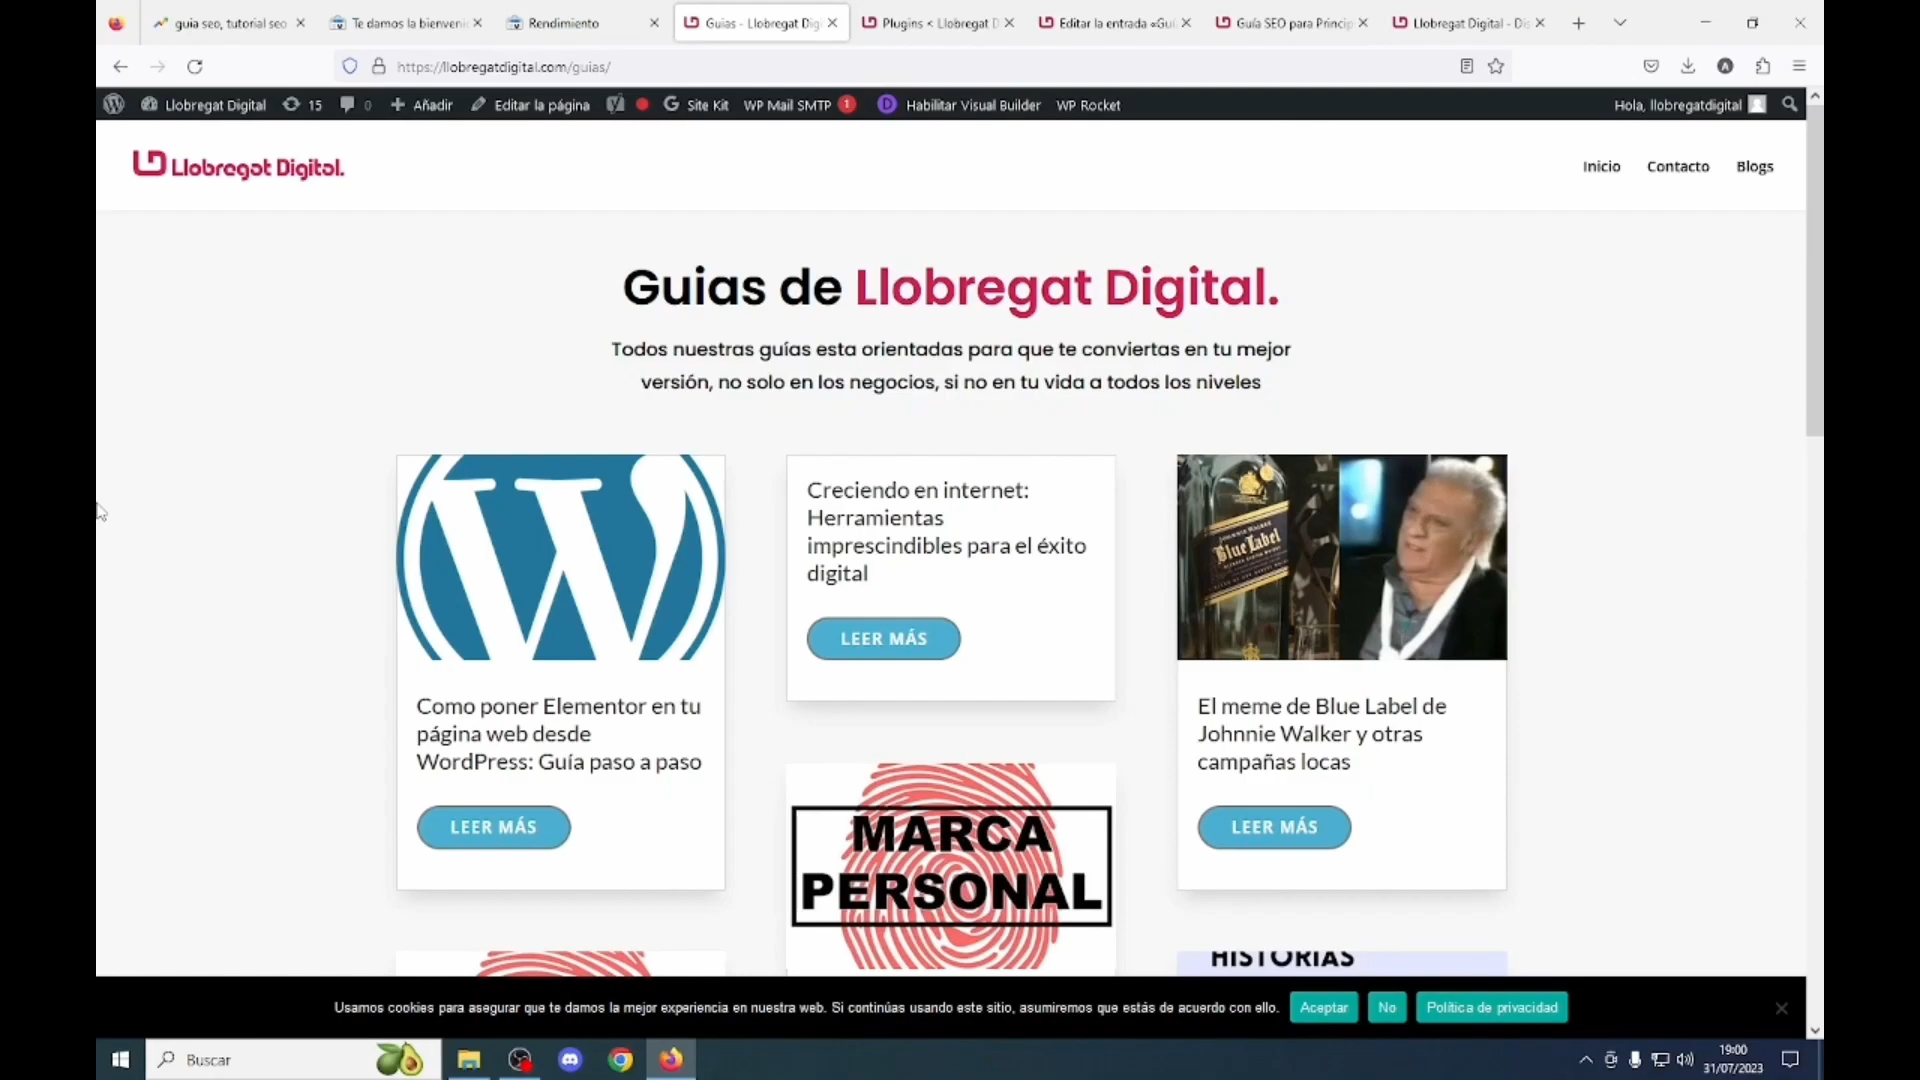 guia seo, tutorial seo
Te damos la bienveni
Rendimiento
Guias - Llobregat Dig
Plugins < Llobregat D
Editar la entrada «Gui
Guía SEO para Princip
Llobregat Digital - Di
https://llobregatdigital.com/guias/
Llobregat Digital
15
0
Añadir
Editar la página
Site Kit
WP Mail SMTP 1
D
Habilitar Visual Builder
WP Rocket
Hola, llobregatdigital
Llobregat Digital.
Inicio
Contacto
Blogs
Guias de Llobregat Digital.
Todos nuestras guías esta orientadas para que te conviertas en tu mejor
versión, no solo en los negocios, si no en tu vida a todos los niveles
Como poner Elementor en tu
página web desde
WordPress: Guía paso a paso
LEER MÁS
Creciendo en internet:
Herramientas
imprescindibles para el éxito
digital
LEER MÁS
JOHNNIE WALKER
Blue Label
El meme de Blue Label de
Johnnie Walker y otras
campañas locas
LEER MÁS
MARCA
PERSONAL
HISTORIAS
Usamos cookies para asegurar que te damos la mejor experiencia en nuestra web. Si continúas usando este sitio, asumiremos que estás de acuerdo con ello.
Aceptar
No
Política de privacidad
Buscar
19:00
31/07/2023